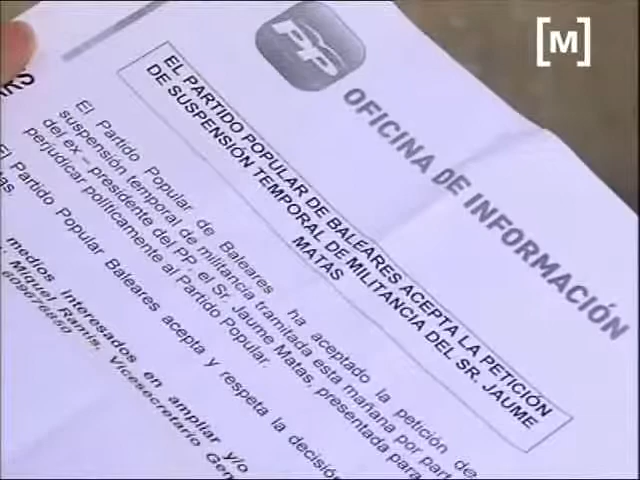 [M]
PP
OFICINA DE INFORMACIÓN
EL PARTIDO POPULAR DE BALEARES ACEPTA LA PETICIÓN
DE SUSPENSIÓN TEMPORAL DE MILITANCIA DEL SR. JAUME
MATAS
El Partido Popular de Baleares ha aceptado la petición de
suspensión temporal de militancia tramitada esta mañana por part
del ex – presidente del PP, el Sr. Jaume Matas, presentada para
perjudicar políticamente al Partido Popular.
El Partido Popular Baleares acepta y respeta la decisión
medios interesados en ampliar y/o
Miquel Ramis, Vicesecretario Gen